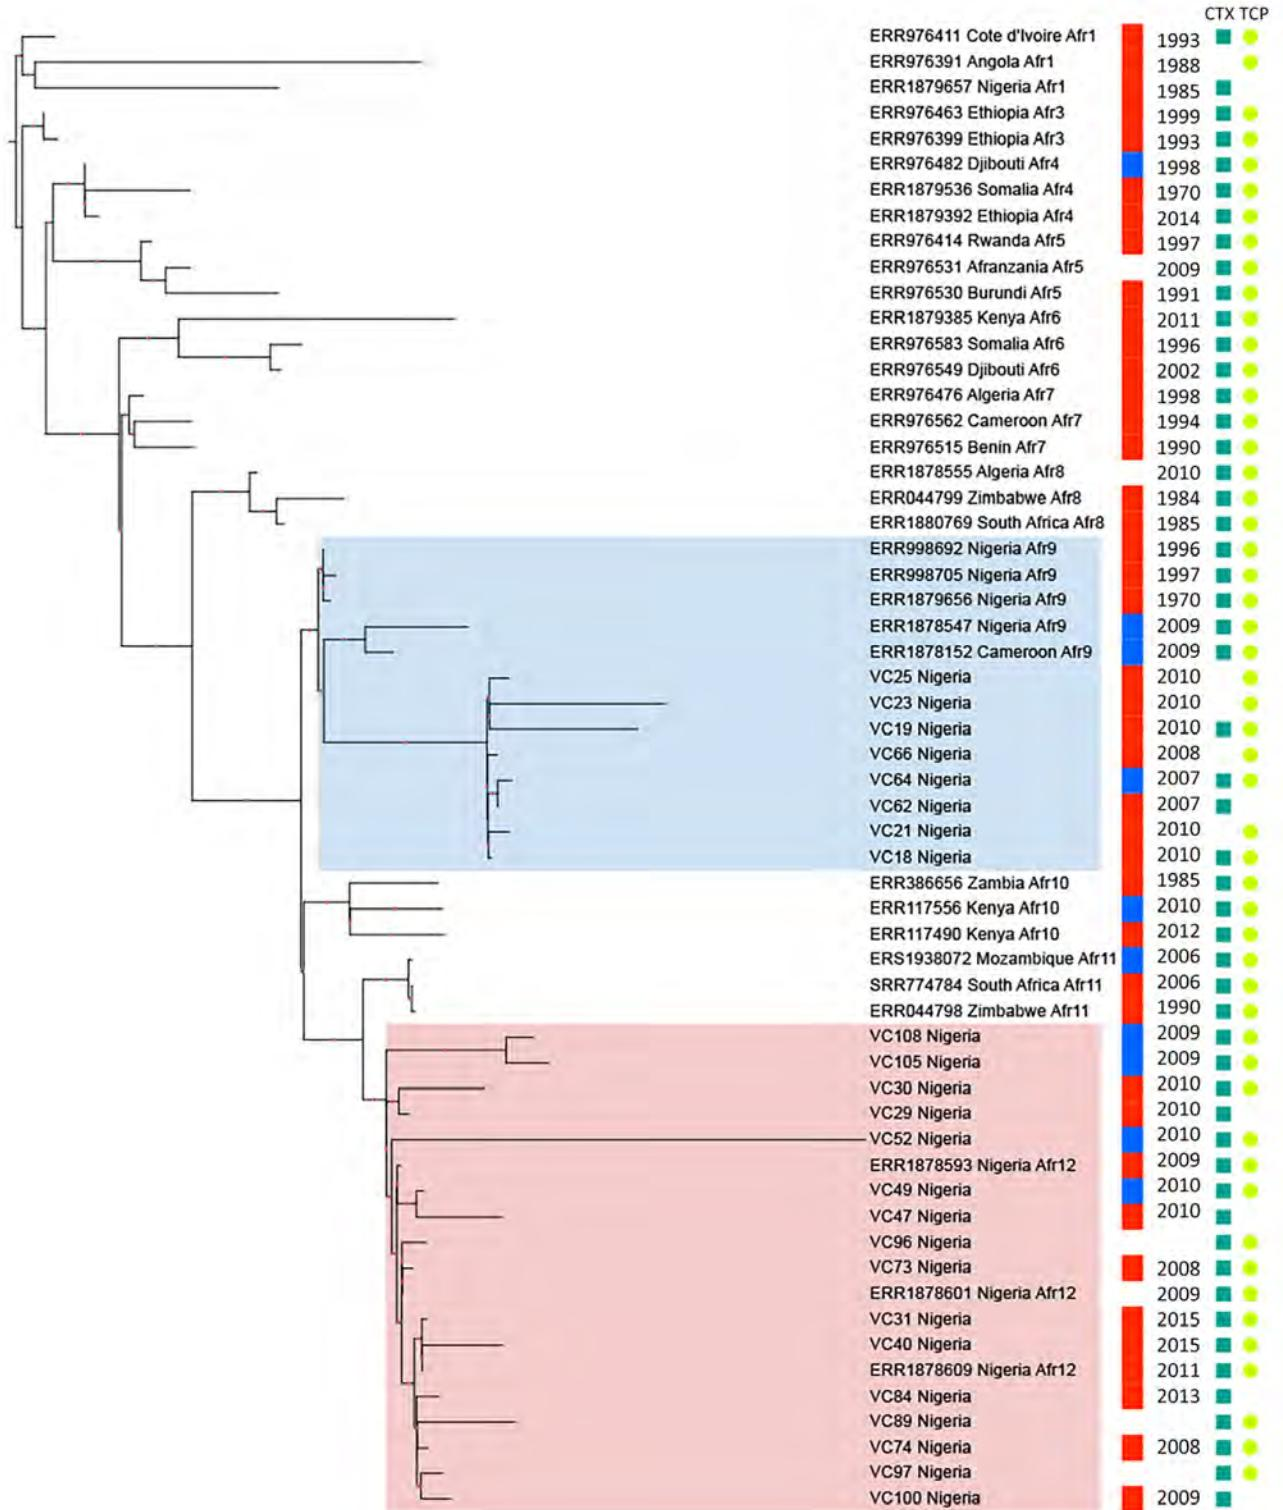 CTX TCP
ERR976411 Cote d'Ivoire Afr1 1993
ERR976391 Angola Afr1 1988
ERR1879657 Nigeria Afr1 1985
ERR976463 Ethiopia Afr3 1999
ERR976399 Ethiopia Afr3 1993
ERR976482 Djibouti Afr4 1998
ERR1879536 Somalia Afr4 1970
ERR1879392 Ethiopia Afr4 2014
ERR976414 Rwanda Afr5 1997
ERR976531 Afranzania Afr5 2009
ERR976530 Burundi Afr5 1991
ERR1879385 Kenya Afr6 2011
ERR976583 Somalia Afr6 1996
ERR976549 Djibouti Afr6 2002
ERR976476 Algeria Afr7 1998
ERR976562 Cameroon Afr7 1994
ERR976515 Benin Afr7 1990
ERR1878555 Algeria Afr8 2010
ERR044799 Zimbabwe Afr8 1984
ERR1880769 South Africa Afr8 1985
ERR998692 Nigeria Afr9 1996
ERR998705 Nigeria Afr9 1997
ERR1879656 Nigeria Afr9 1970
ERR1878547 Nigeria Afr9 2009
ERR1878152 Cameroon Afr9 2009
VC25 Nigeria 2010
VC23 Nigeria 2010
VC19 Nigeria 2010
VC66 Nigeria 2008
VC64 Nigeria 2007
VC62 Nigeria 2007
VC21 Nigeria 2010
VC18 Nigeria 2010
ERR386656 Zambia Afr10 1985
ERR117556 Kenya Afr10 2010
ERR117490 Kenya Afr10 2012
ERS1938072 Mozambique Afr11 2006
SRR774784 South Africa Afr11 2006
ERR044798 Zimbabwe Afr11 1990
VC108 Nigeria 2009
VC105 Nigeria 2009
VC30 Nigeria 2010
VC29 Nigeria 2010
VC52 Nigeria 2010
ERR1878593 Nigeria Afr12 2009
VC49 Nigeria 2010
VC47 Nigeria 2010
VC96 Nigeria
VC73 Nigeria 2008
ERR1878601 Nigeria Afr12 2009
VC31 Nigeria 2015
VC40 Nigeria 2015
ERR1878609 Nigeria Afr12 2011
VC84 Nigeria 2013
VC89 Nigeria
VC74 Nigeria 2008
VC97 Nigeria
VC100 Nigeria 2009